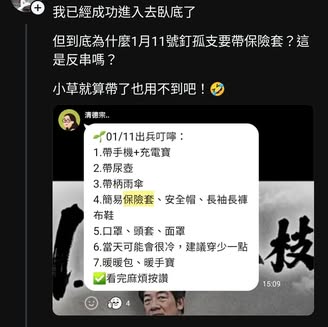 我已經成功進入去臥底了
但到底為什麼1月11號釘孤支要帶保險套？這
是反串嗎？
小草就算帶了也用不到吧！🤣
清德宗..
🌱01/11出兵叮嚀：
1.帶手機+充電寶
2.帶尿壺
3.帶柄雨傘
4.簡易保險套、安全帽、長袖長褲
布鞋
5.口罩、頭套、面罩
6.當天可能會很冷，建議穿少一點
7.暖暖包、暖手寶
✅看完麻煩按讚
15:09
4
枝